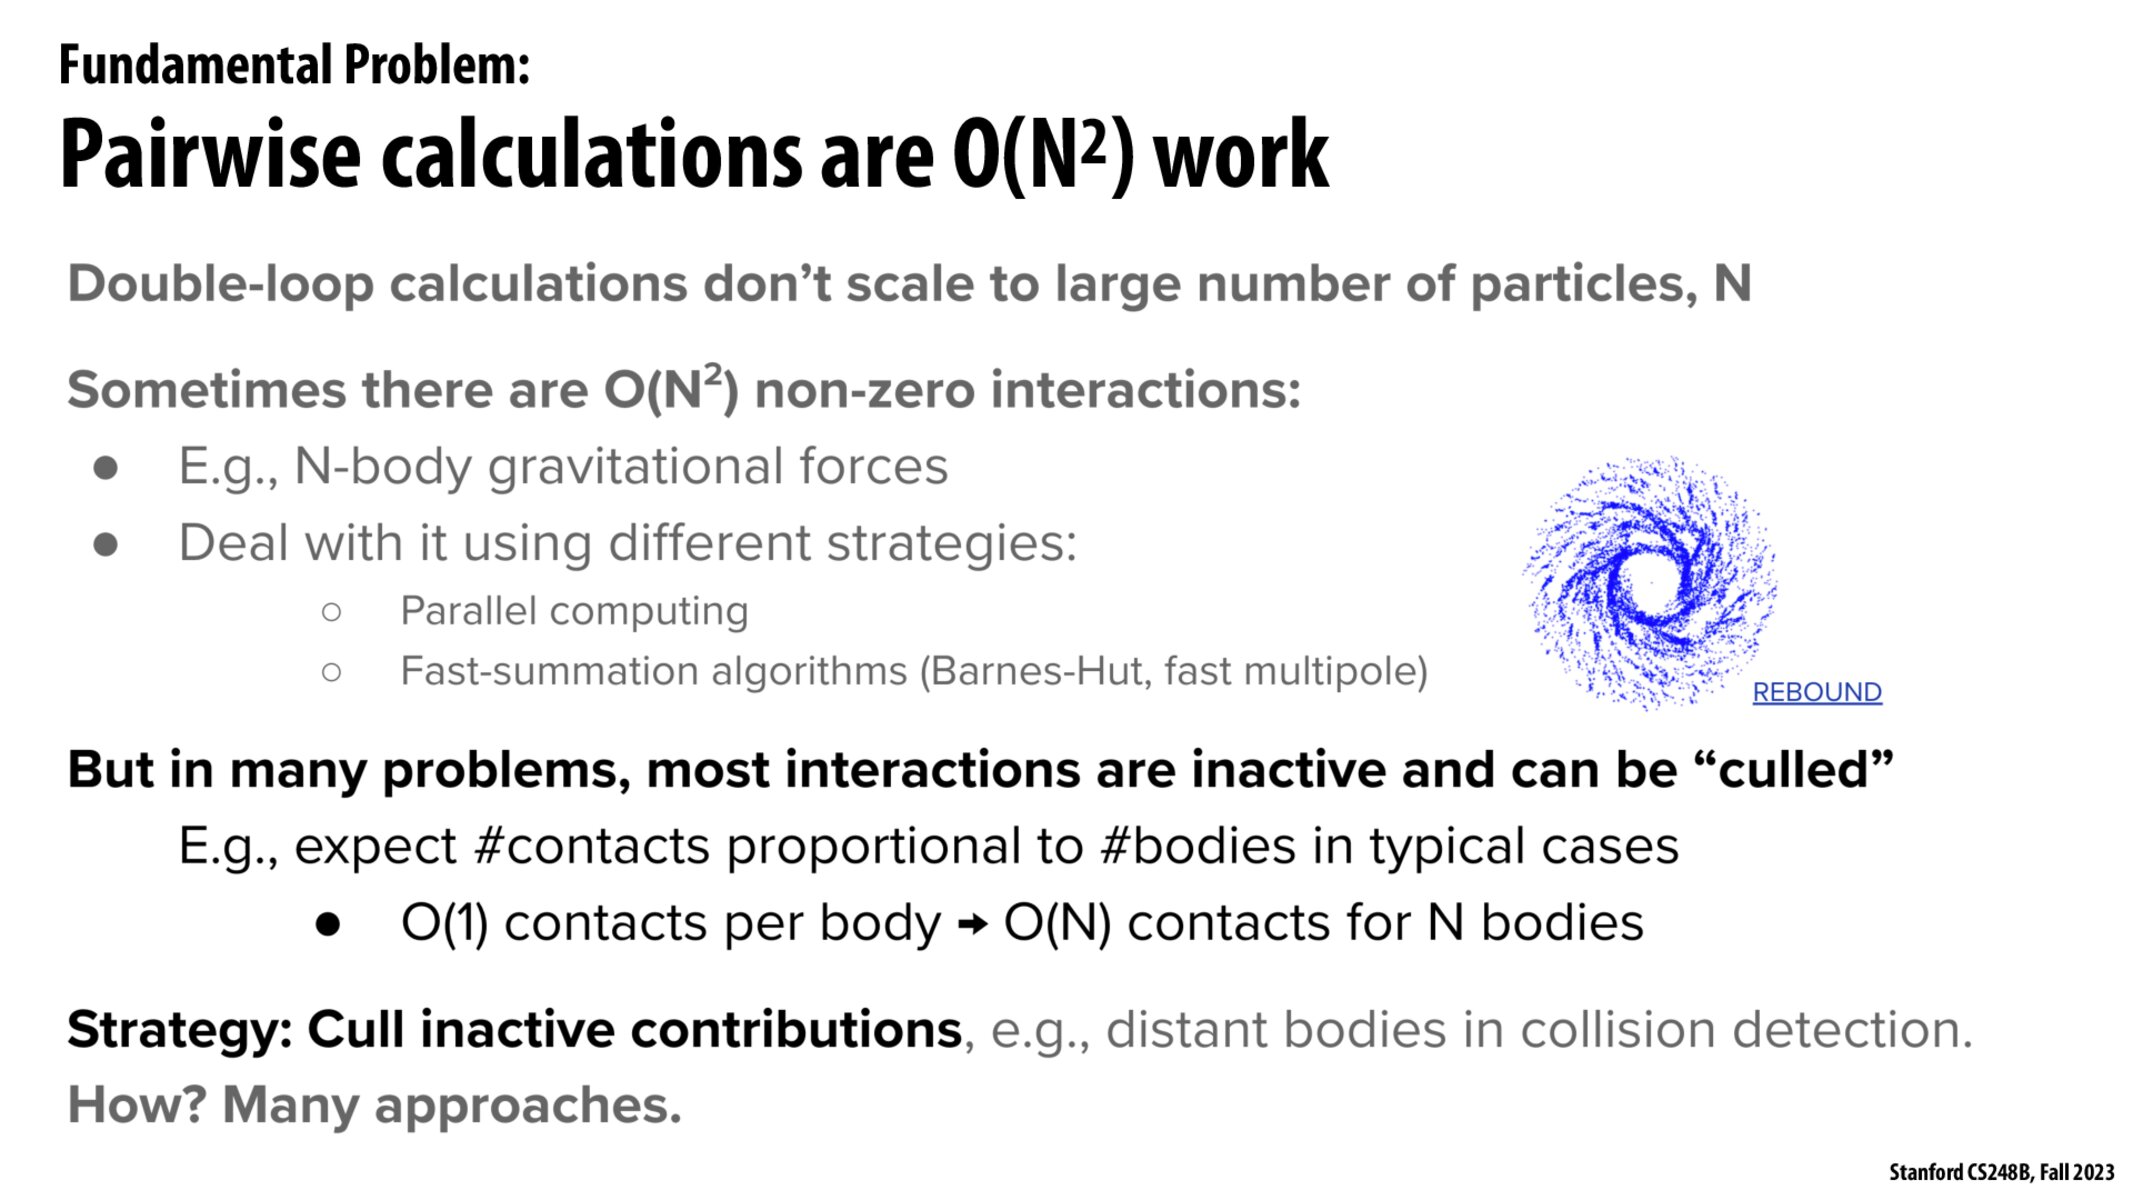 Fundamental Problem:
Pairwise calculations are O(N²) work
Double-loop calculations don’t scale to large number of particles, N
Sometimes there are O(N²) non-zero interactions:
● E.g., N-body gravitational forces
● Deal with it using different strategies:
○ Parallel computing
○ Fast-summation algorithms (Barnes-Hut, fast multipole)
REBOUND
But in many problems, most interactions are inactive and can be “culled”
E.g., expect #contacts proportional to #bodies in typical cases
● O(1) contacts per body → O(N) contacts for N bodies
Strategy: Cull inactive contributions, e.g., distant bodies in collision detection.
How? Many approaches.
Stanford CS248B, Fall 2023